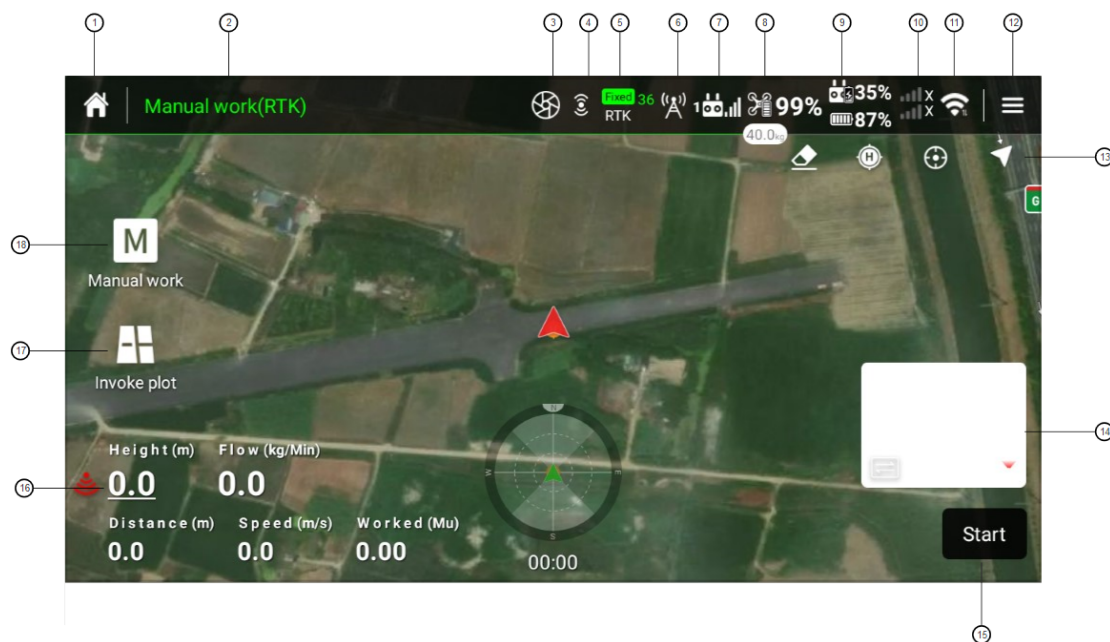 1 2 3 4 5 6 7 8 9 10 11 12
Manual work(RTK)
Fixed 36
RTK
1
99%
35%
87%
X
X
40.0kg
H
13
G
18
M
Manual work
17
Invoke plot
14
N
W
E
S
Height (m) Flow (kg/Min)
16
0.0 0.0
Distance (m) Speed (m/s) Worked (Mu)
0.0 0.0 0.00
00:00
Start
15